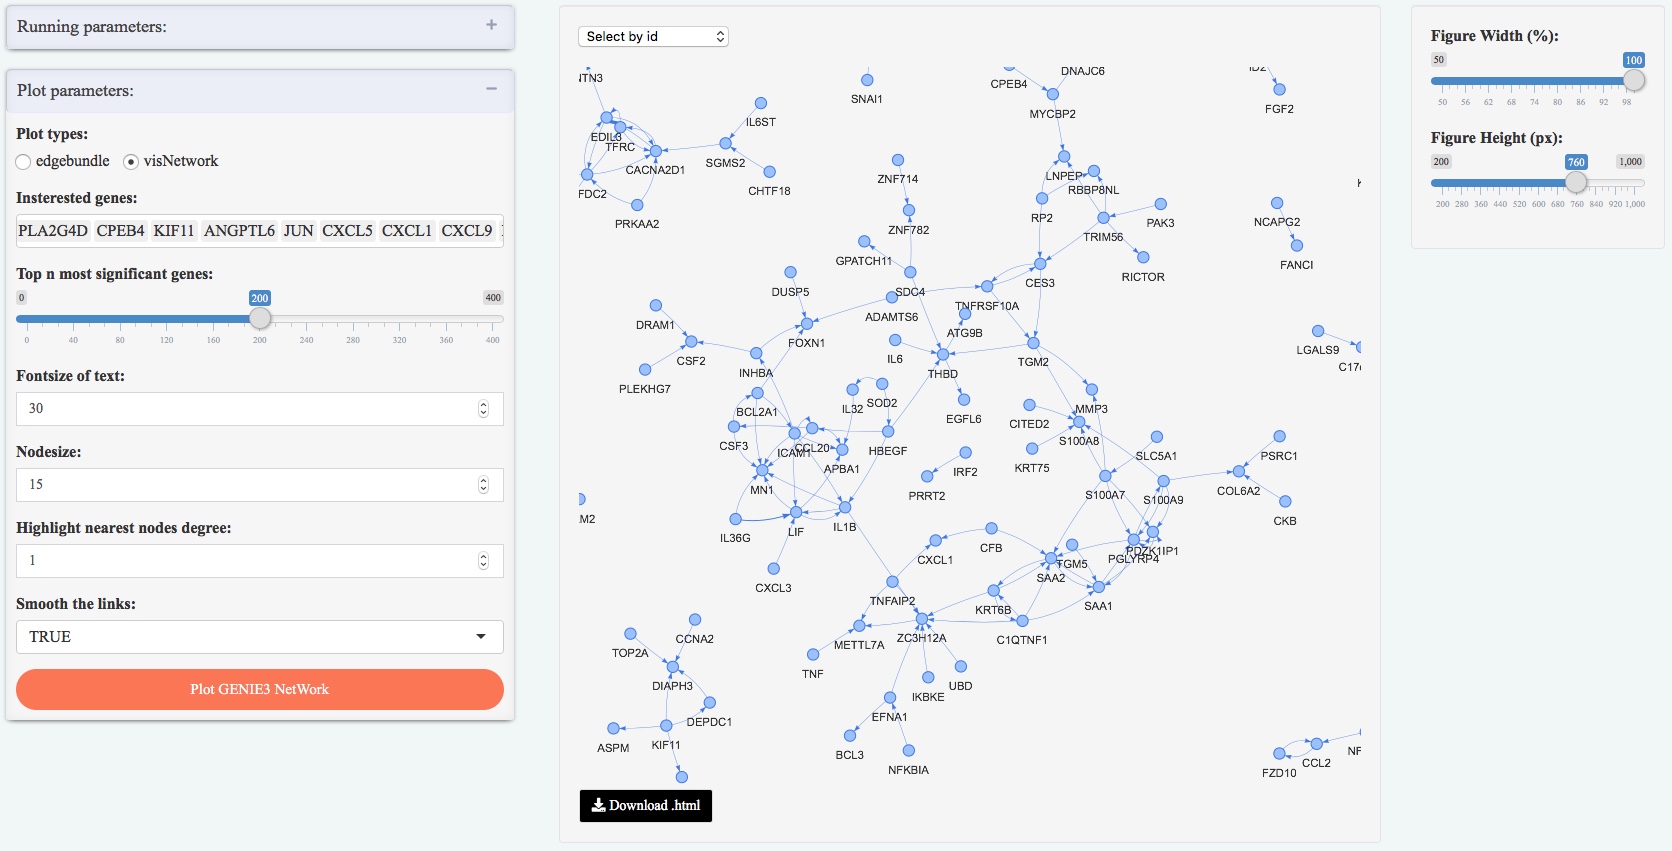 Running parameters:
Plot parameters:
Plot types:
edgebundle visNetwork
Insterested genes:
PLA2G4D CPEB4 KIF11 ANGPTL6 JUN CXCL5 CXCL1 CXCL9
Top n most significant genes:
0 200 400
0 40 80 120 160 200 240 280 320 360 400
Fontsize of text:
30
Nodesize:
15
Highlight nearest nodes degree:
1
Smooth the links:
TRUE
Plot GENIE3 NetWork
Select by id
NTN3
SNAI1
CPEB4
DNAJC6
ID2
FGF2
MYCBP2
IL6ST
EDIL3
TFRC
CACNA2D1
SGMS2
CHTF18
FDC2
PRKAA2
ZNF714
ZNF782
LNPEP
RBBP8NL
RP2
PAK3
TRIM56
RICTOR
NCAPG2
FANCI
GPATCH11
SDC4
DUSP5
ADAMTS6
TNFRSF10A
CES3
ATG9B
DRAM1
FOXN1
CSF2
IL6
THBD
TGM2
LGALS9
C17
PLEKHG7
INHBA
BCL2A1
IL32
SOD2
EGFL6
MMP3
CITED2
S100A8
CSF3
ICAM1
CCL20
APBA1
HBEGF
KRT75
SLC5A1
PSRC1
IRF2
PRRT2
MN1
S100A7
S100A9
COL6A2
CKB
M2
IL36G
LIF
IL1B
CXCL3
CXCL1
CFB
TGM5
PGLYRP4
PDZK1IP1
SAA2
SAA1
TNFAIP2
KRT6B
ZC3H12A
C1QTNF1
METTL7A
TNF
IKBKE
UBD
EFNA1
BCL3
NFKBIA
CCNA2
TOP2A
DIAPH3
DEPDC1
ASPM
KIF11
FZD10
CCL2
NF
Download .html
Figure Width (%):
50 100
50 56 62 68 74 80 86 92 98
Figure Height (px):
200 760 1,000
200 280 360 440 520 600 680 760 840 1,000